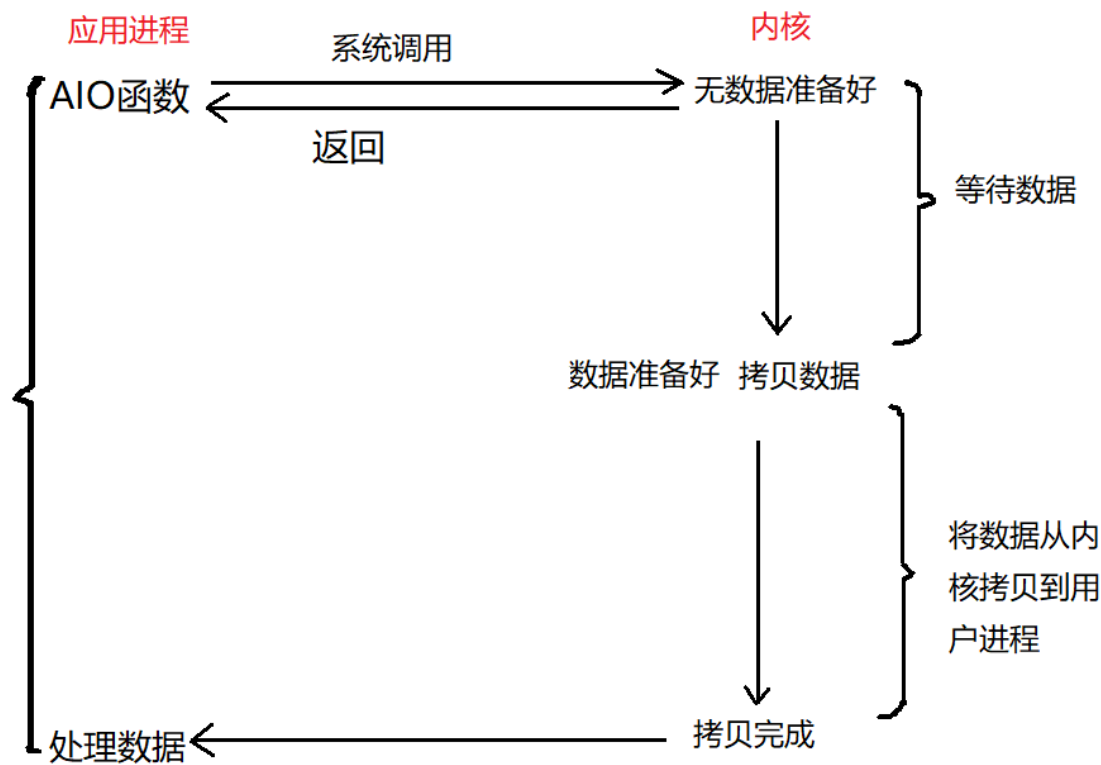 应用进程
系统调用
内核
AIO函数
无数据准备好
返回
等待数据
数据准备好 拷贝数据
将数据从内
核拷贝到用
户进程
处理数据
拷贝完成